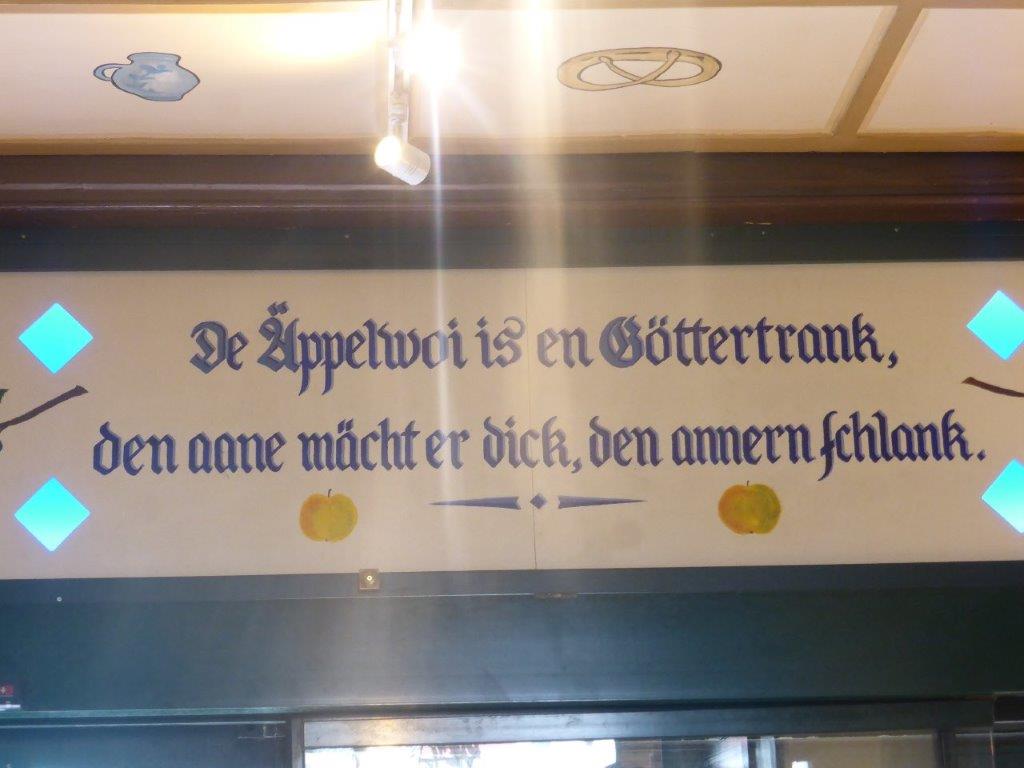 De Äppelwoi is en Göttertrank,
den aane mächt er dick, den annern schlank.